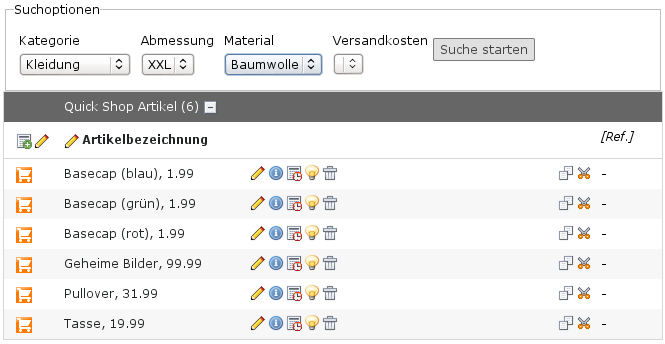 Suchoptionen
Kategorie Abmessung Material Versandkosten
Kleidung XXL Baumwolle Suche starten
Quick Shop Artikel (6)
Artikelbezeichnung [Ref.]
Basecap (blau), 1.99 -
Basecap (grün), 1.99 -
Basecap (rot), 1.99 -
Geheime Bilder, 99.99 -
Pullover, 31.99 -
Tasse, 19.99 -